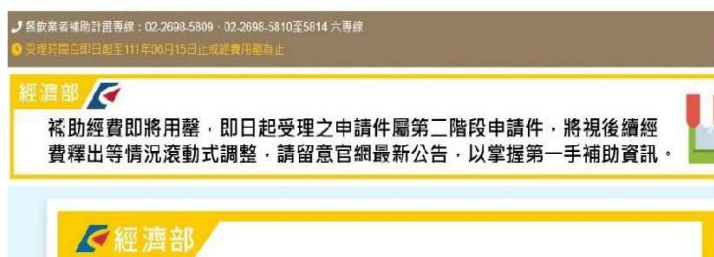 餐飲業者補助計畫專線:02-2698-5809、02-2698-5810至5814 六專線
受理時間自即日起至111年06月15日止或經費用罄為止
經濟部
補助經費即將用罄,即日起受理之申請件屬第二階段申請件,將視後續經
費釋出等情況滾動式調整,請留意官網最新公告,以掌握第一手補助資訊。
經濟部